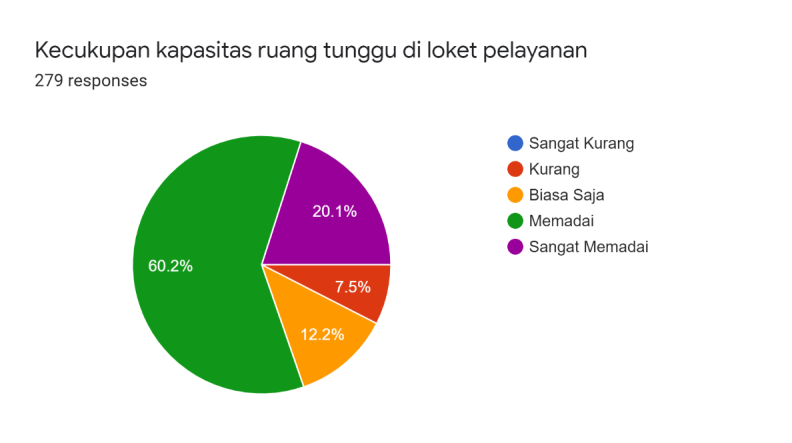 Kecukupan kapasitas ruang tunggu di loket pelayanan
279 responses
Sangat Kurang
Kurang
Biasa Saja
Memadai
Sangat Memadai
20.1%
60.2%
7.5%
12.2%